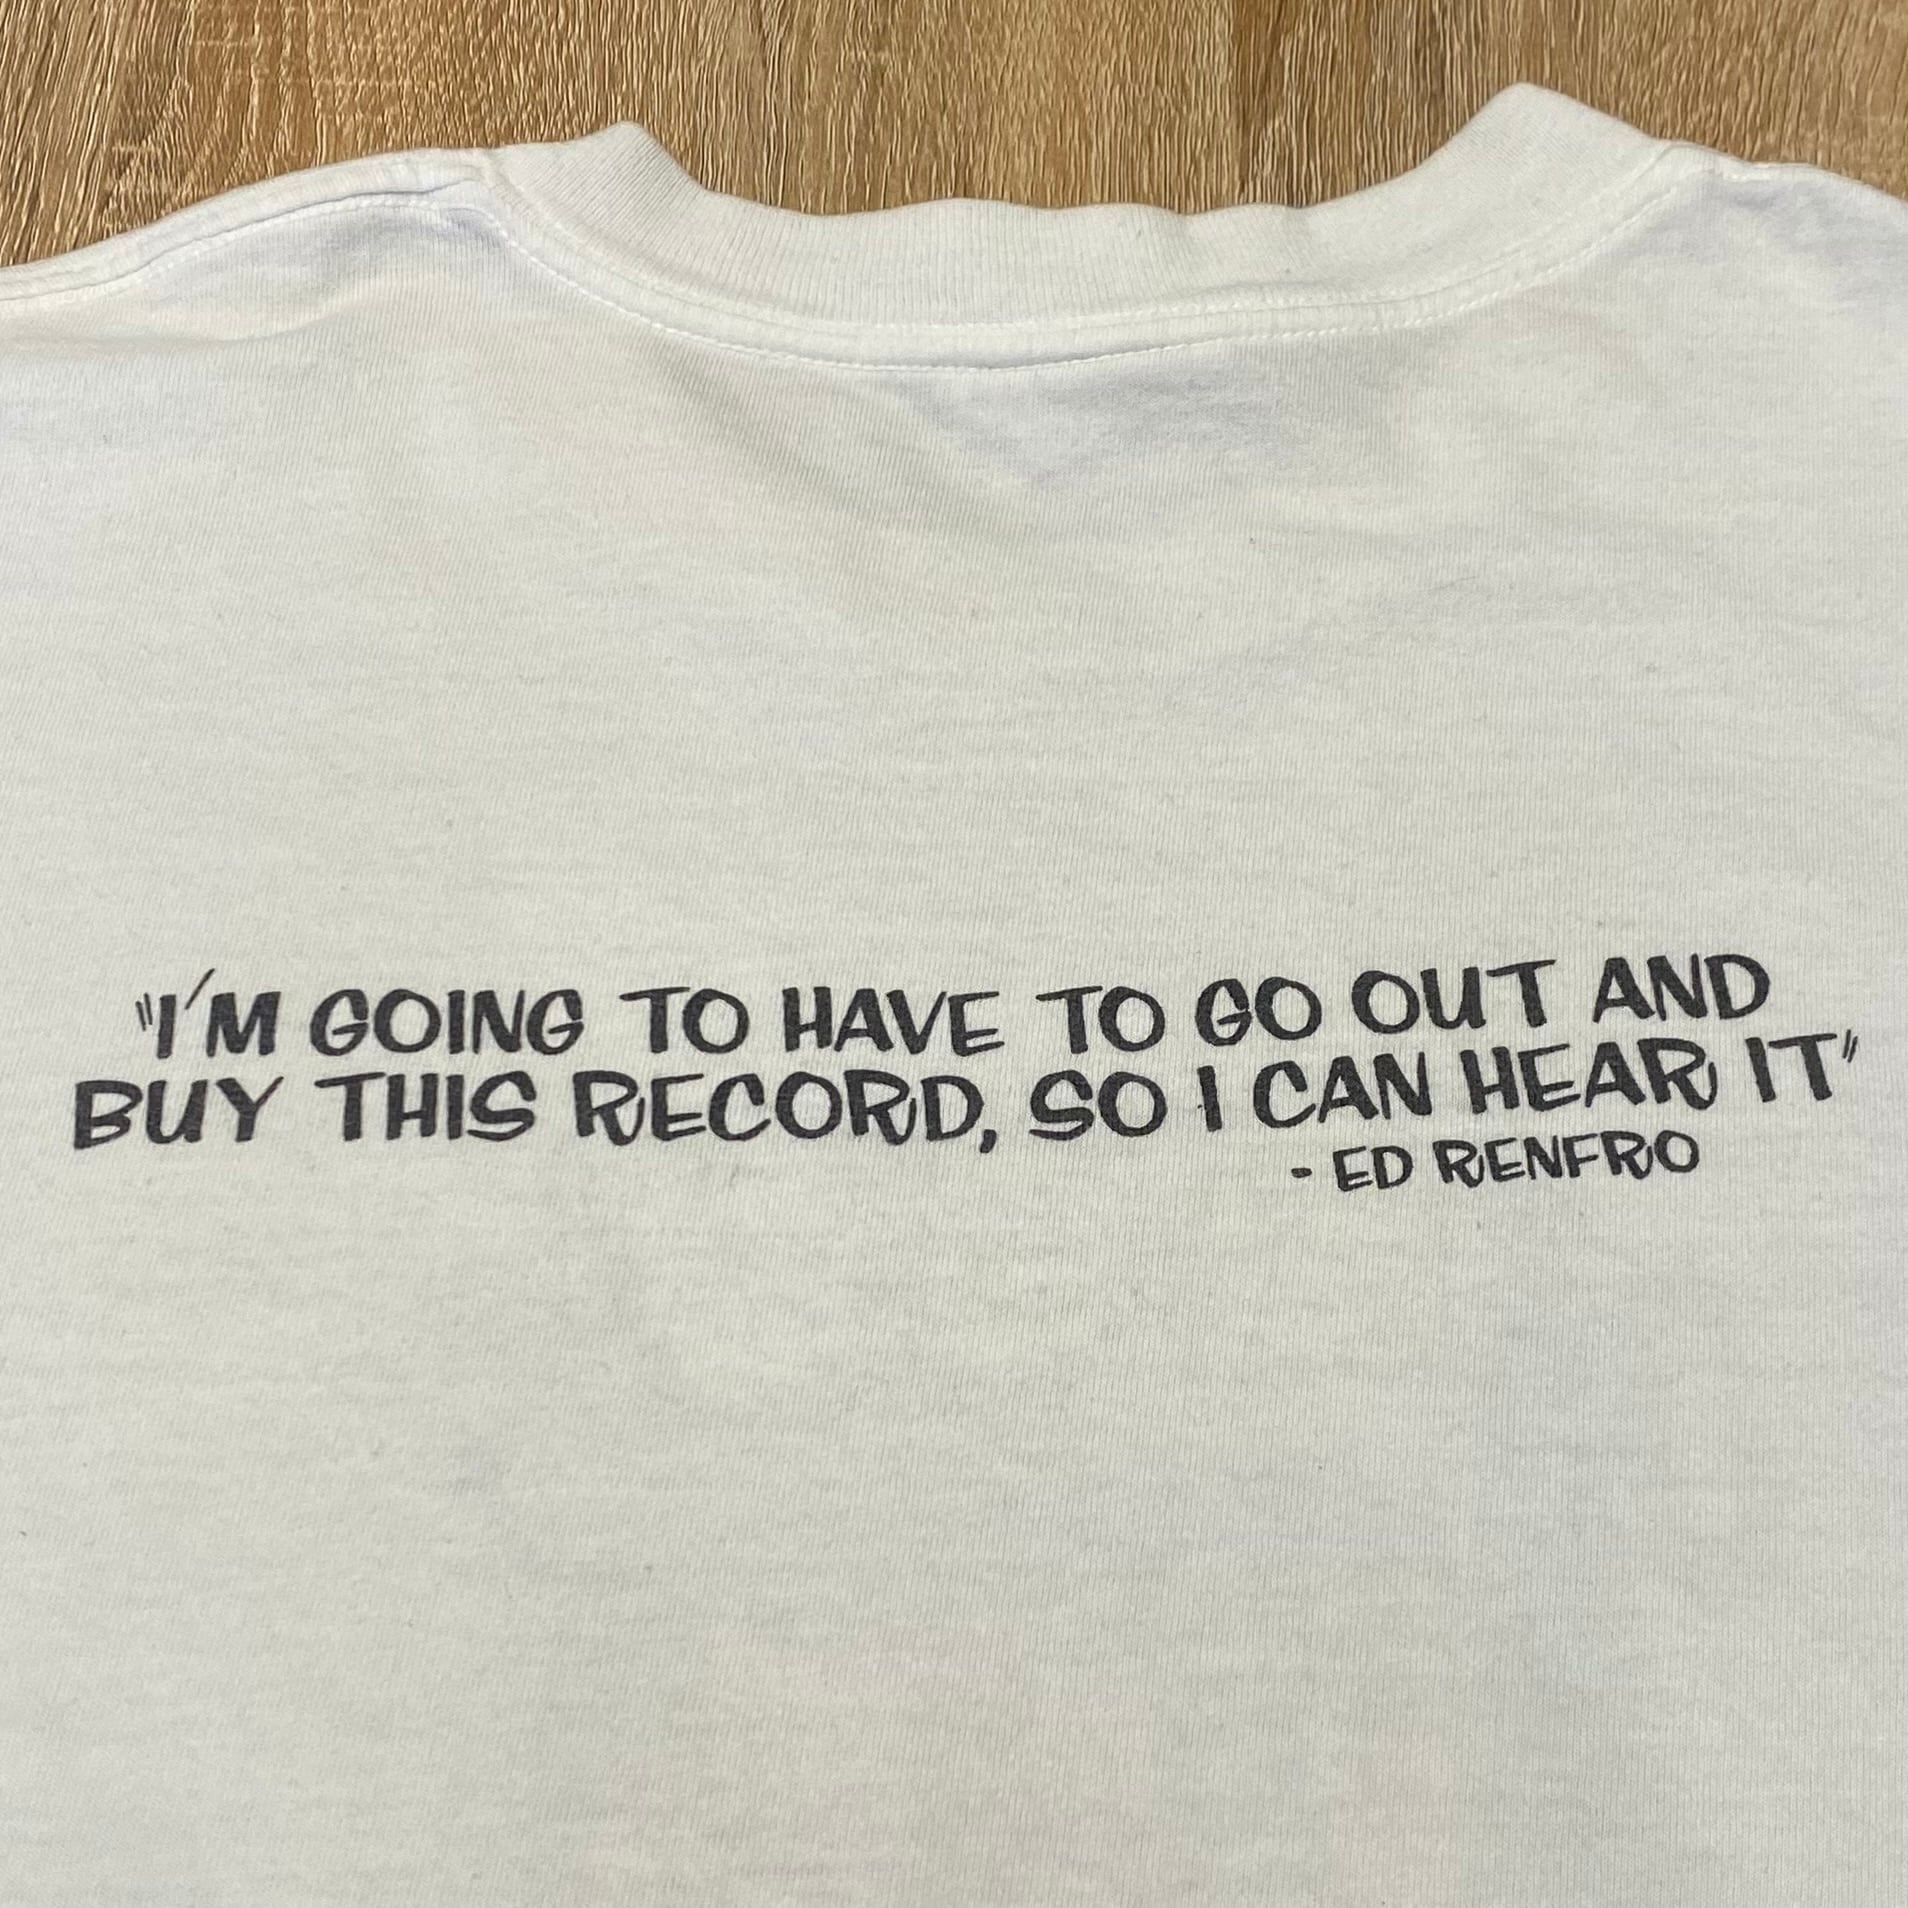 "I'M GOING TO HAVE TO GO OUT AND
BUY THIS RECORD, SO I CAN HEAR IT"
- ED RENFRO